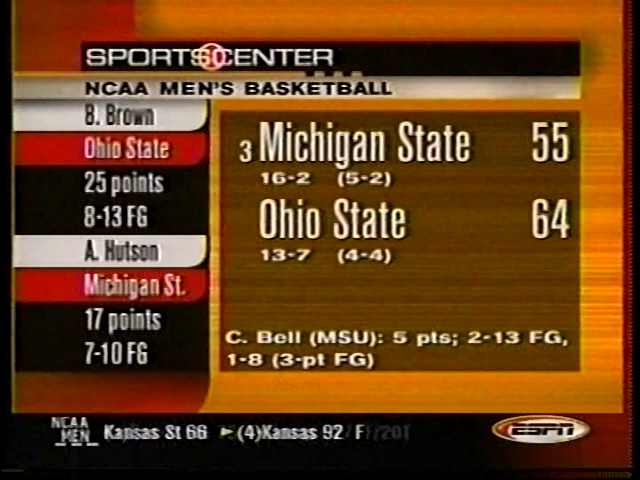 SPORTSCENTER
NCAA MEN'S BASKETBALL
B. Brown
Ohio State
25 points
8-13 FG
A. Hutson
Michigan St.
17 points
7-10 FG
3 Michigan State 55
16-2 (5-2)
Ohio State 64
13-7 (4-4)
C. Bell (MSU): 5 pts; 2-13 FG,
1-8 (3-pt FG)
NCAA
MEN
Kansas St 66 ► (4)Kansas 92 F
ESPN